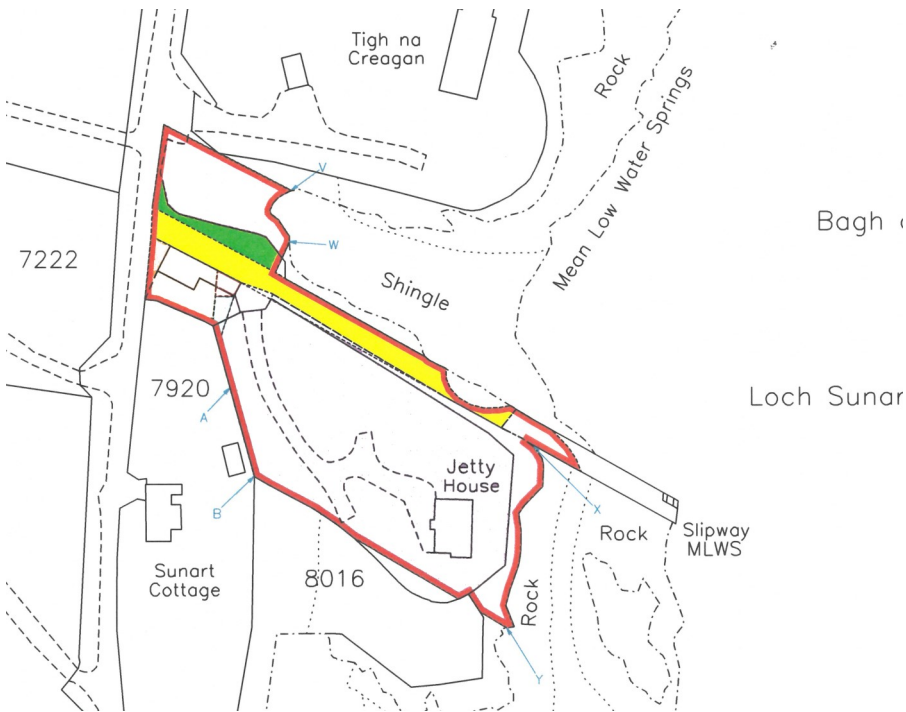 Tigh na
Creagan
Rock
Mean Low Water Springs
V
Bagh
W
7222
Shingle
7920
A
Loch Sunar
Jetty
House
B
X
Rock
Slipway
MLWS
Sunart
Cottage
8016
Rock
Y